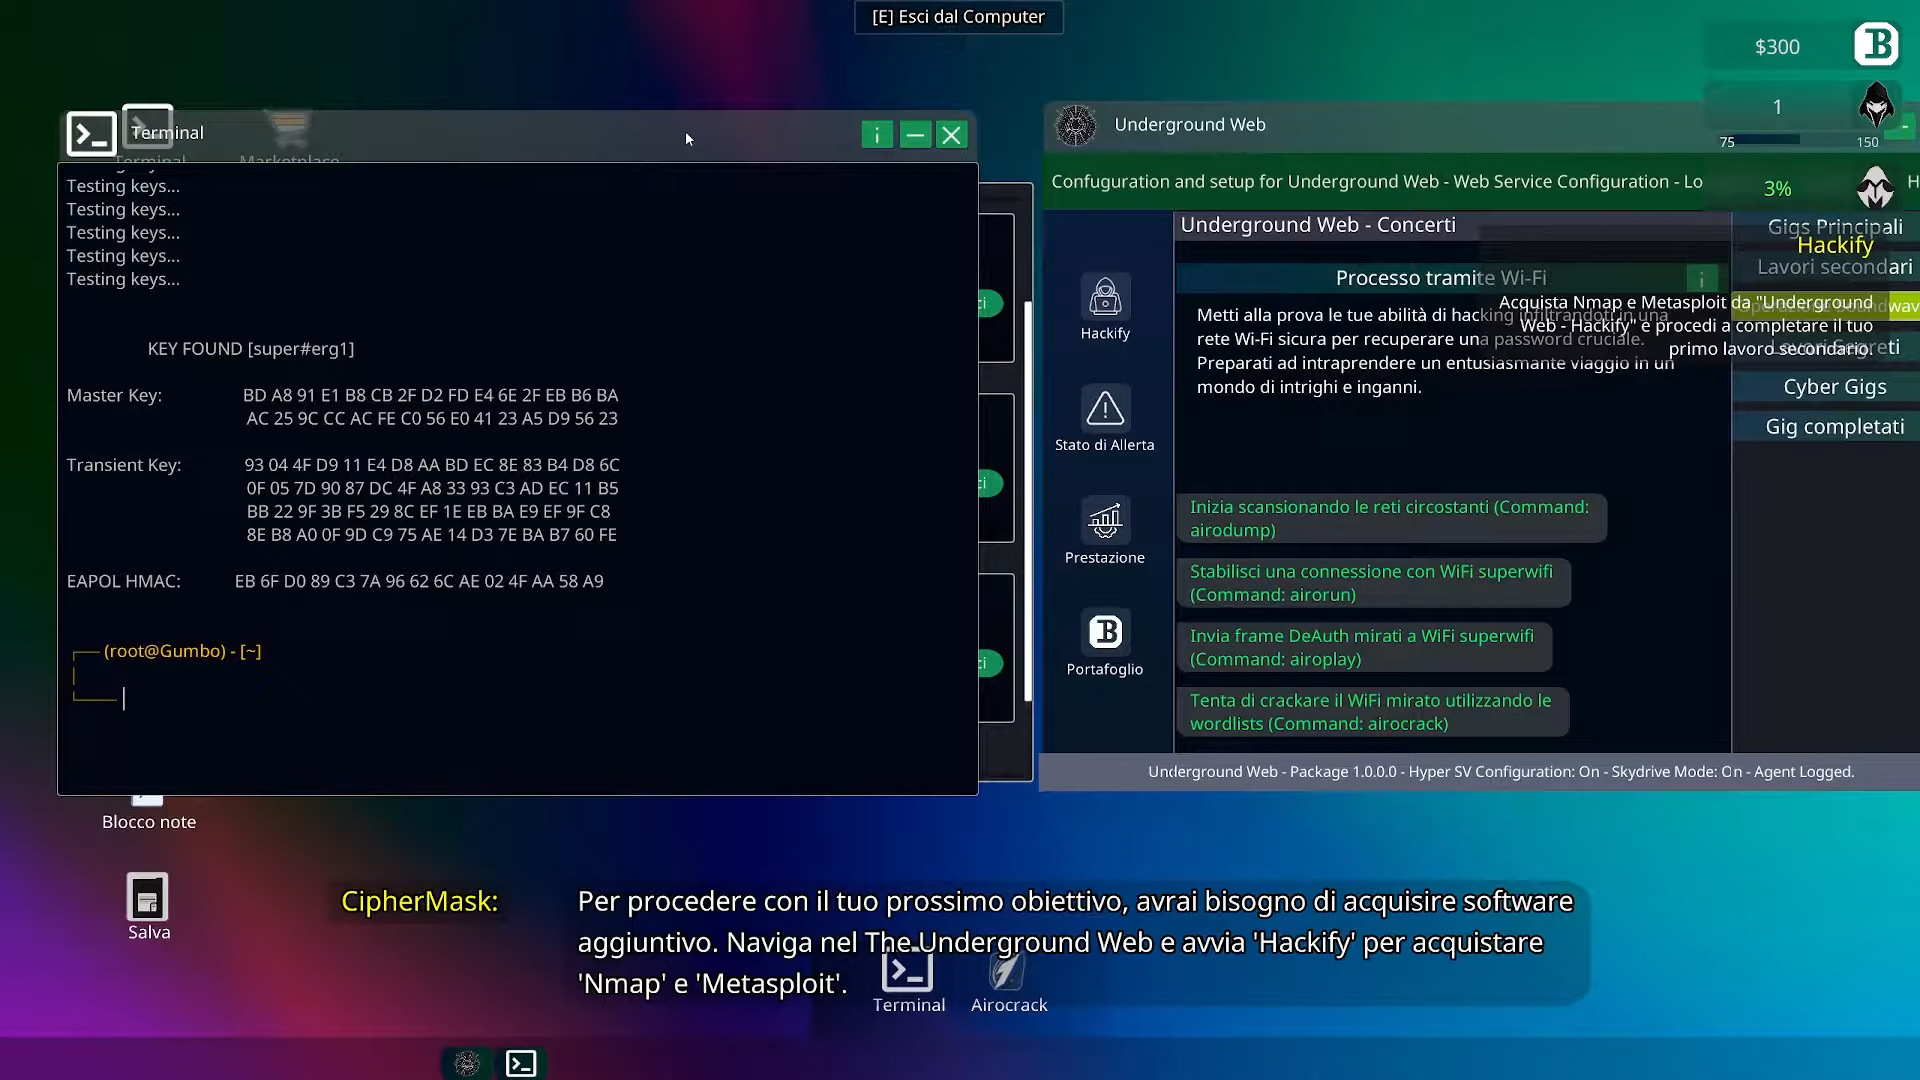 [E] Esci dal Computer
$300
1
75
150
3%
Terminal
Terminal
Marketplace
Testing keys...
Testing keys...
Testing keys...
Testing keys...
Testing keys...
KEY FOUND [super#erg1]
Master Key: BD A8 91 E1 B8 CB 2F D2 FD E4 6E 2F EB B6 BA
AC 25 9C CC AC FE C0 56 E0 41 23 A5 D9 56 23
Transient Key: 93 04 4F D9 11 E4 D8 AA BD EC 8E 83 B4 D8 6C
0F 05 7D 90 87 DC 4F A8 33 93 C3 AD EC 11 B5
BB 22 9F 3B F5 29 8C EF 1E EB BA E9 EF 9F C8
8E B8 A0 0F 9D C9 75 AE 14 D3 7E BA B7 60 FE
EAPOL HMAC: EB 6F D0 89 C3 7A 96 62 6C AE 02 4F AA 58 A9
(root@Gumbo) - [~]
Underground Web
Confuguration and setup for Underground Web - Web Service Configuration - Lo
H
Underground Web - Concerti
Hackify
Stato di Allerta
Prestazione
Portafoglio
Processo tramite Wi-Fi
Metti alla prova le tue abilità di hacking infiltrandoti in una
rete Wi-Fi sicura per recuperare una password cruciale.
Preparati ad intraprendere un entusiasmante viaggio in un
mondo di intrighi e inganni.
Inizia scansionando le reti circostanti (Command:
airodump)
Stabilisci una connessione con WiFi superwifi
(Command: airorun)
Invia frame DeAuth mirati a WiFi superwifi
(Command: airoplay)
Tenta di crackare il WiFi mirato utilizzando le
wordlists (Command: airocrack)
Gigs Principali
Lavori secondari
Lavori Segreti
Cyber Gigs
Gig completati
Hackify
Acquista Nmap e Metasploit da "Underground
Web - Hackify" e procedi a completare il tuo
primo lavoro secondario.
Underground Web - Package 1.0.0.0 - Hyper SV Configuration: On - Skydrive Mode: On - Agent Logged.
Blocco note
Salva
CipherMask: Per procedere con il tuo prossimo obiettivo, avrai bisogno di acquisire software
aggiuntivo. Naviga nel The Underground Web e avvia 'Hackify' per acquistare
'Nmap' e 'Metasploit'.
Terminal
Airocrack